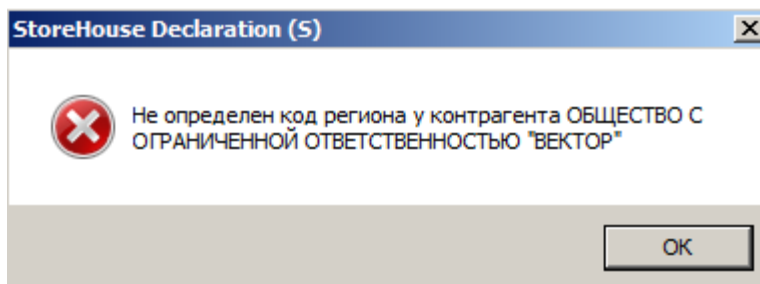 StoreHouse Declaration (S)
Не определен код региона у контрагента ОБЩЕСТВО С
ОГРАНИЧЕННОЙ ОТВЕТСТВЕННОСТЬЮ "ВЕКТОР"
OK